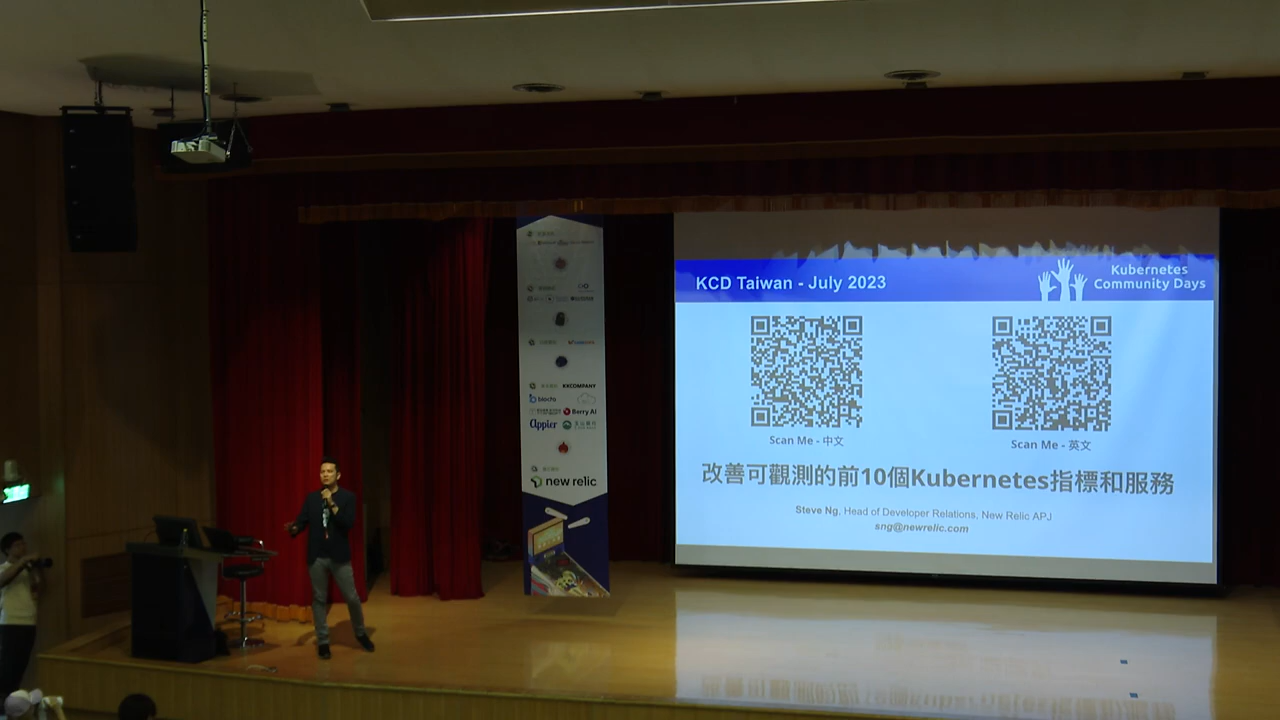 KCD Taiwan - July 2023
Kubernetes
Community Days
Scan Me - 中文
Scan Me - 英文
改善可觀測的前10個Kubernetes指標和服務
Steve Ng, Head of Developer Relations, New Relic APJ
sng@newrelic.com
KKCOMPANY
blocto
Berry AI
Appier
new relic